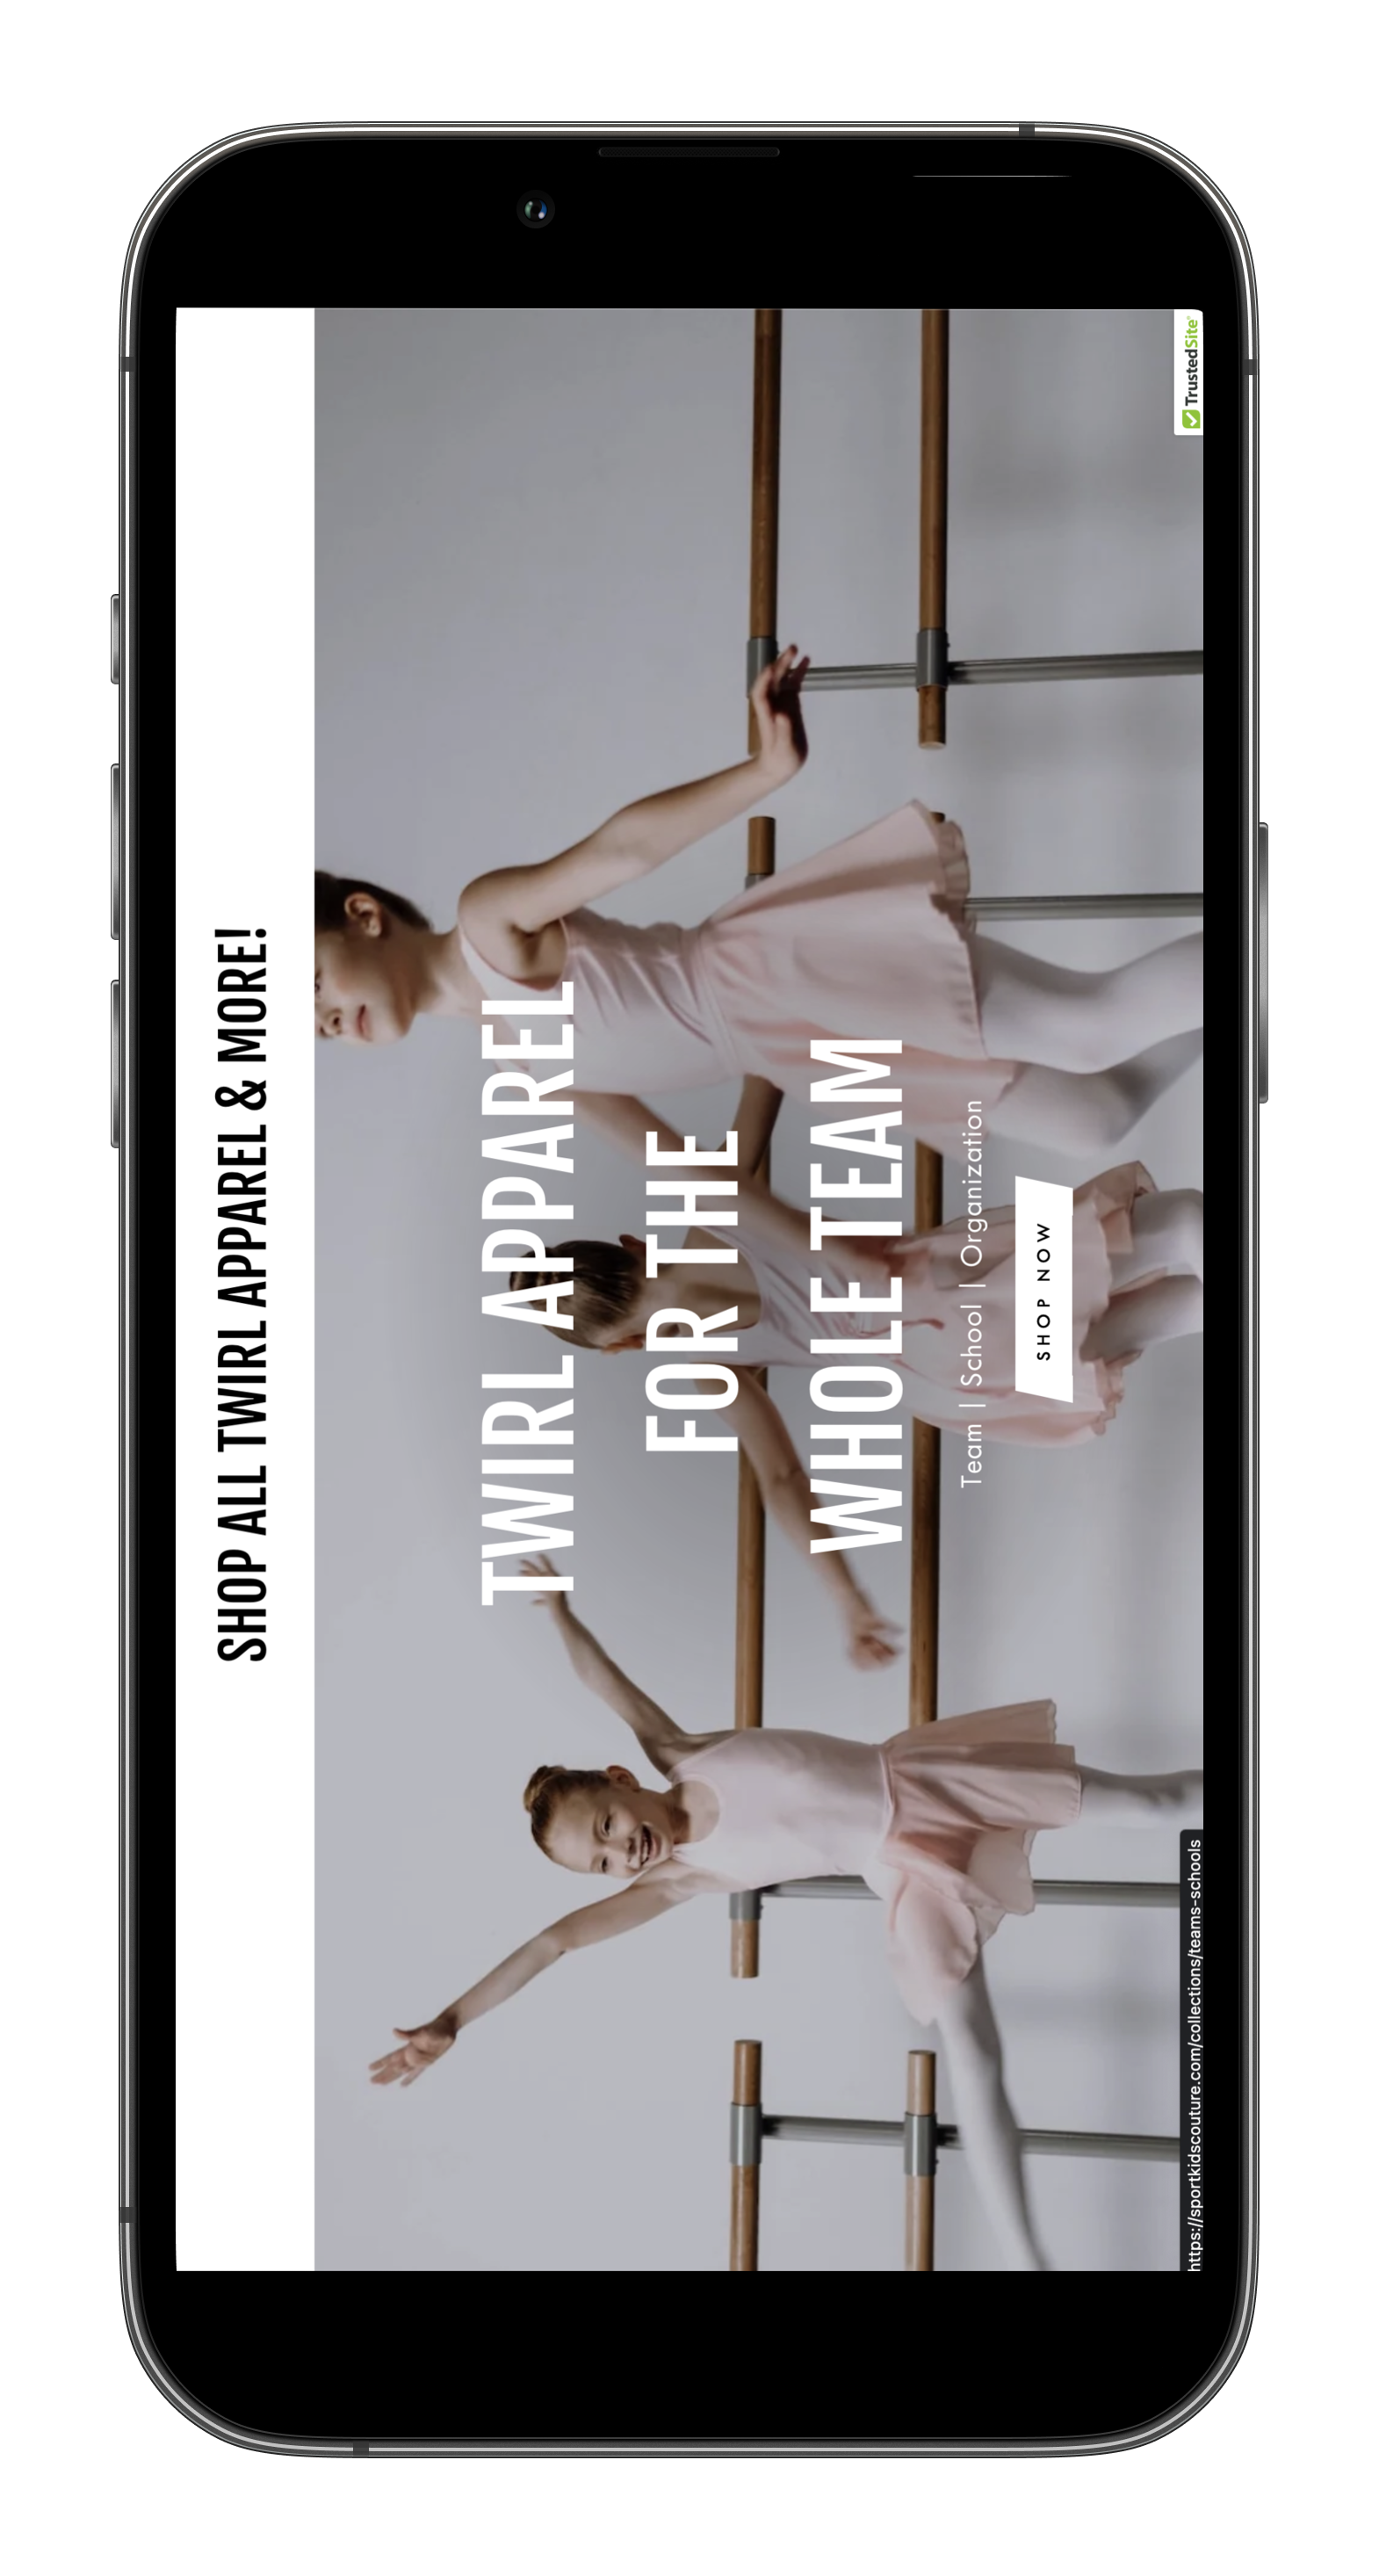 SHOP ALL TWIRL APPAREL & MORE!
TWIRL APPAREL
FOR THE
WHOLE TEAM
Team | School | Organization
SHOP NOW
https://sportkidscouture.com/collections/teams-schools
TrustedSite